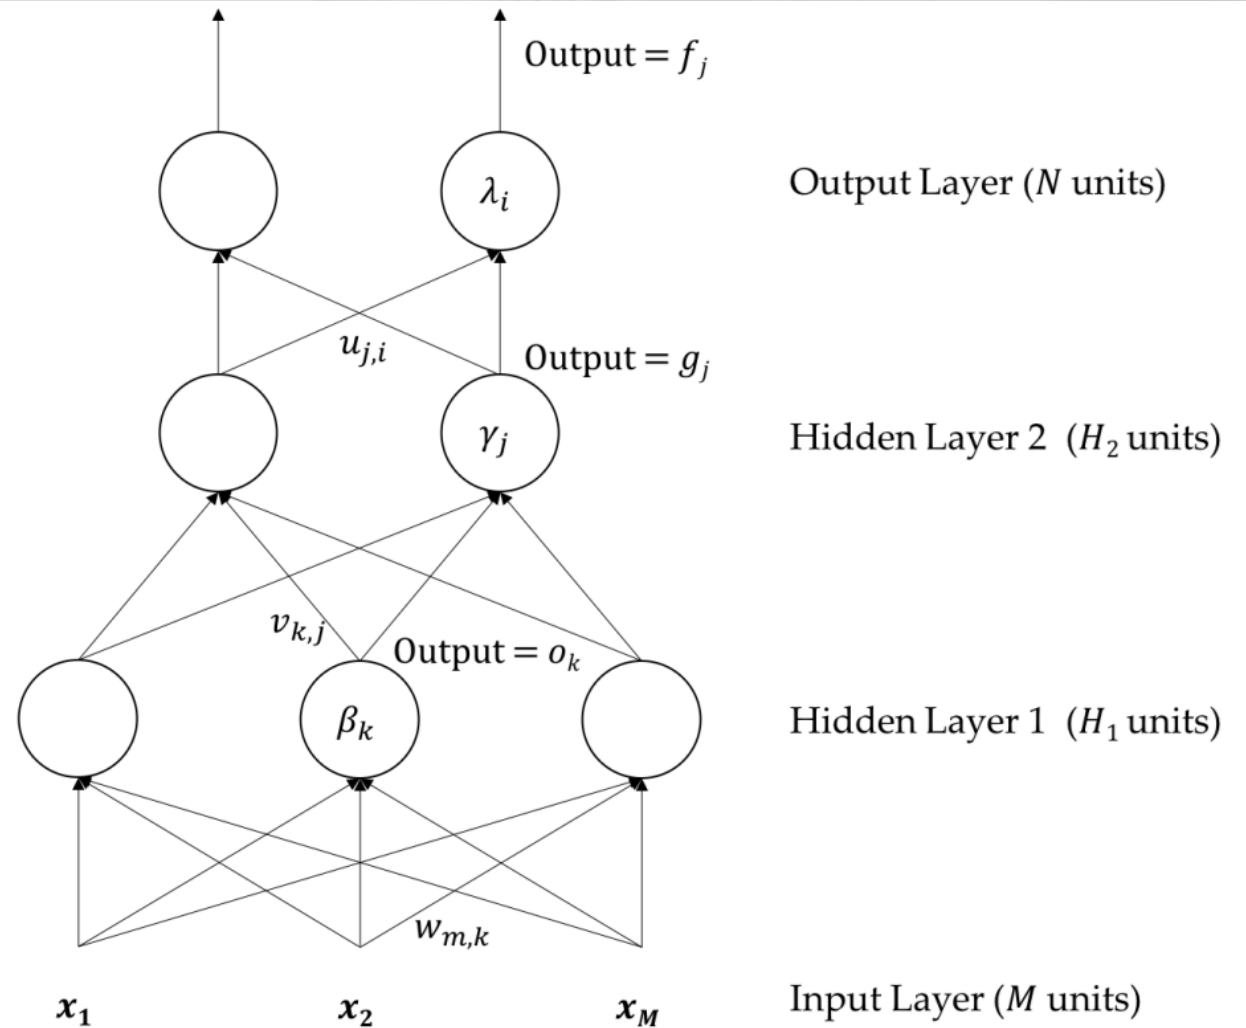 Output = f_j
λ_i
Output Layer (N units)
u_{j,i}
Output = g_j
γ_j
Hidden Layer 2 (H_2 units)
v_{k,j}
Output = o_k
β_k
Hidden Layer 1 (H_1 units)
w_{m,k}
x_1 x_2 x_M
Input Layer (M units)